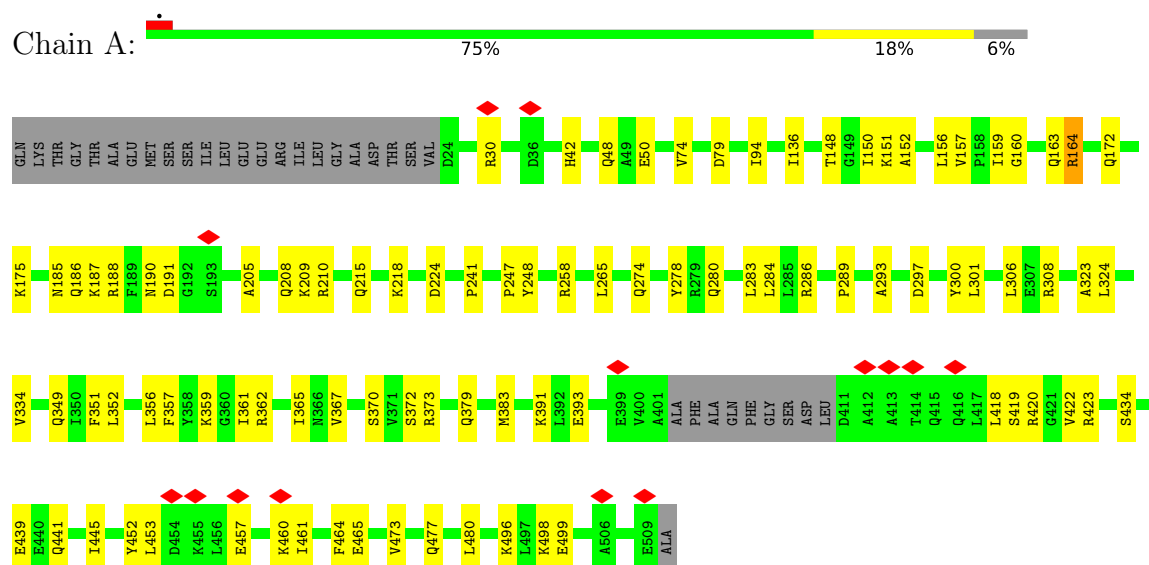 Chain A: 75% 18% 6%
GLN LYS THR GLY THR ALA GLU MET SER SER ILE LEU GLU GLU ARG ILE LEU GLY ALA ASP THR SER VAL D24 R30 D36 H42 Q48 A49 E50 V74 D79 I94 I136 T148 G149 I150 K151 A152 L156 V157 P158 I159 G160 Q163 R164 Q172
K175 N185 Q186 K187 R188 F189 N190 D191 G192 S193 A205 Q208 K209 R210 Q215 K218 D224 P241 P247 Y248 R258 L265 Q274 Y278 R279 Q280 L283 L284 L285 R286 P289 A293 D297 Y300 L301 L306 E307 R308 A323 L324
V334 Q349 I350 F351 L352 L356 F357 Y358 K359 G360 I361 R362 I365 N366 V367 S370 V371 S372 R373 Q379 M383 K391 L392 E393 E399 V400 A401 ALA PHE ALA GLN PHE GLY SER ASP LEU D411 A412 A413 T414 Q415 Q416 L417 L418 S419 R420 G421 V422 R423 S434
E439 E440 Q441 I445 Y452 L453 D454 K455 L456 E457 K460 I461 F464 E465 V473 Q477 L480 K496 L497 K498 E499 A506 E509 ALA